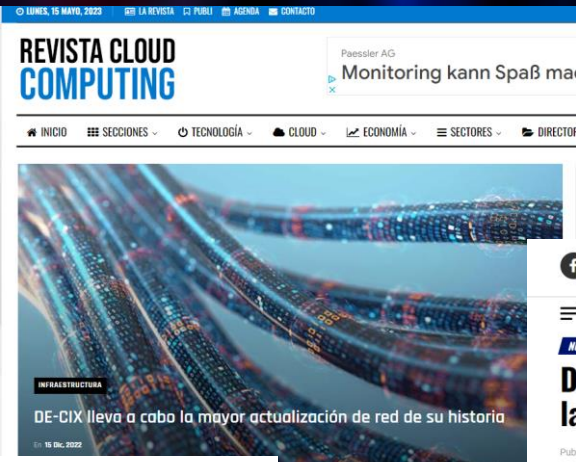 LUNES, 15 MAYO, 2023 LA REVISTA PUBLI AGENDA CONTACTO
REVISTA CLOUD
COMPUTING
Paessler AG
Monitoring kann Spaß
INICIO SECCIONES TECNOLOGÍA CLOUD ECONOMÍA SECTORES
INFRAESTRUCTURA
DE-CIX lleva a cabo la mayor actualización de red de su historia
En 15 Dic, 2022